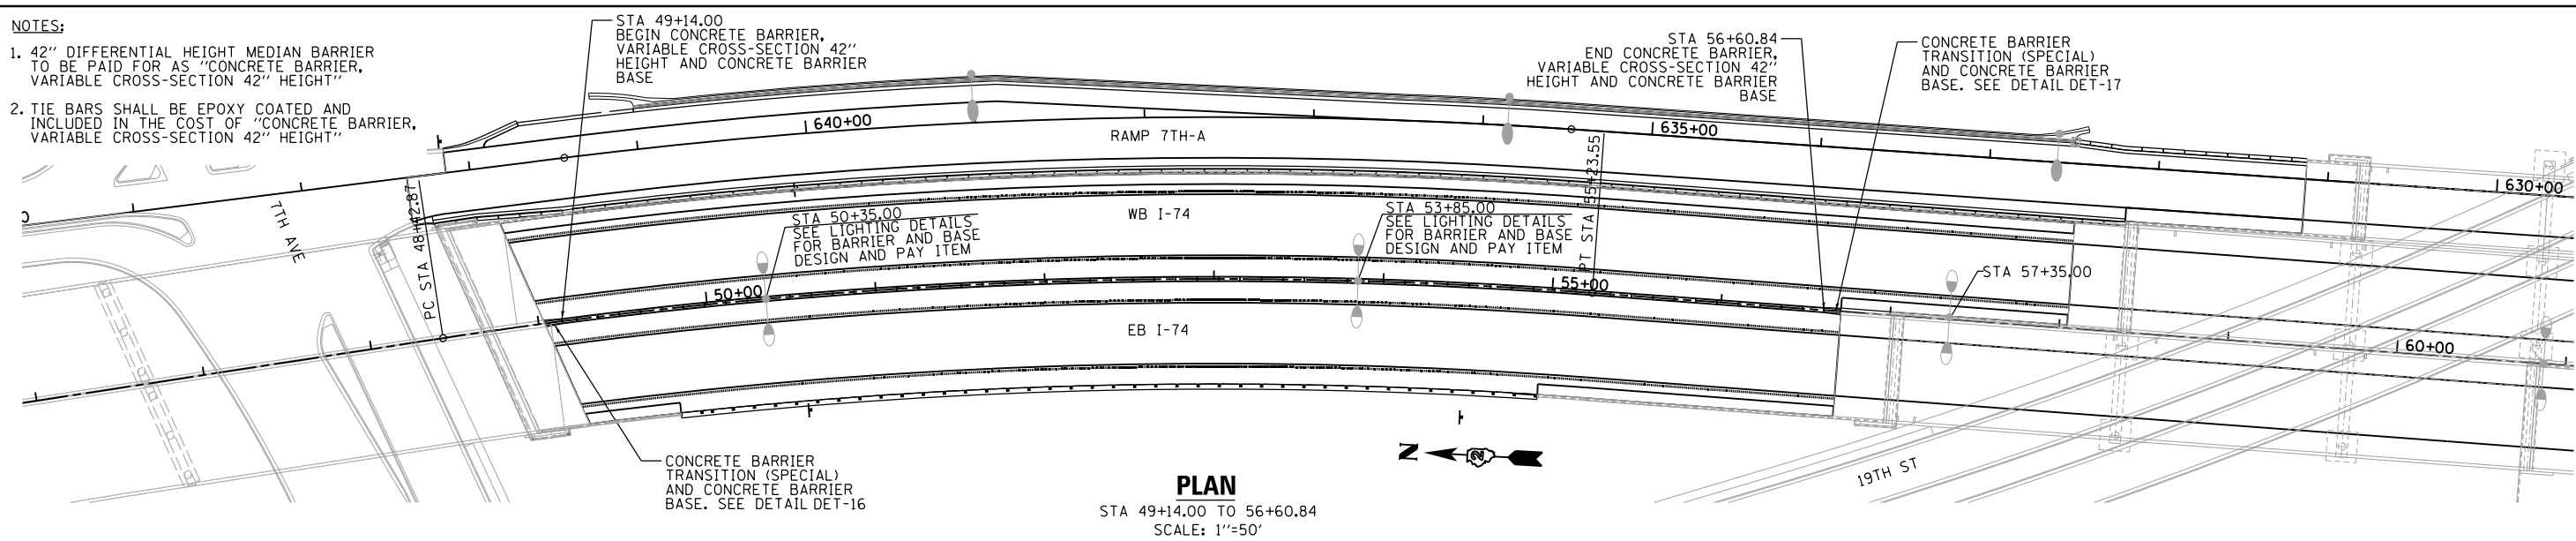 NOTES:
1. 42" DIFFERENTIAL HEIGHT MEDIAN BARRIER
TO BE PAID FOR AS "CONCRETE BARRIER,
VARIABLE CROSS-SECTION 42" HEIGHT"
2. TIE BARS SHALL BE EPOXY COATED AND
INCLUDED IN THE COST OF "CONCRETE BARRIER,
VARIABLE CROSS-SECTION 42" HEIGHT"
STA 49+14.00
BEGIN CONCRETE BARRIER,
VARIABLE CROSS-SECTION 42"
HEIGHT AND CONCRETE BARRIER
BASE
STA 56+60.84
END CONCRETE BARRIER,
VARIABLE CROSS-SECTION 42"
HEIGHT AND CONCRETE BARRIER
BASE
CONCRETE BARRIER
TRANSITION (SPECIAL)
AND CONCRETE BARRIER
BASE. SEE DETAIL DET-17
640+00
635+00
630+00
RAMP 7TH-A
0
7TH AVE
PC STA 48+42.87
WB I-74
STA 50+35.00
SEE LIGHTING DETAILS
FOR BARRIER AND BASE
DESIGN AND PAY ITEM
STA 53+85.00
SEE LIGHTING DETAILS
FOR BARRIER AND BASE
DESIGN AND PAY ITEM
PT STA 55+23.55
STA 57+35.00
50+00
55+00
60+00
EB I-74
CONCRETE BARRIER
TRANSITION (SPECIAL)
AND CONCRETE BARRIER
BASE. SEE DETAIL DET-16
N
2
19TH ST
PLAN
STA 49+14.00 TO 56+60.84
SCALE: 1"=50'